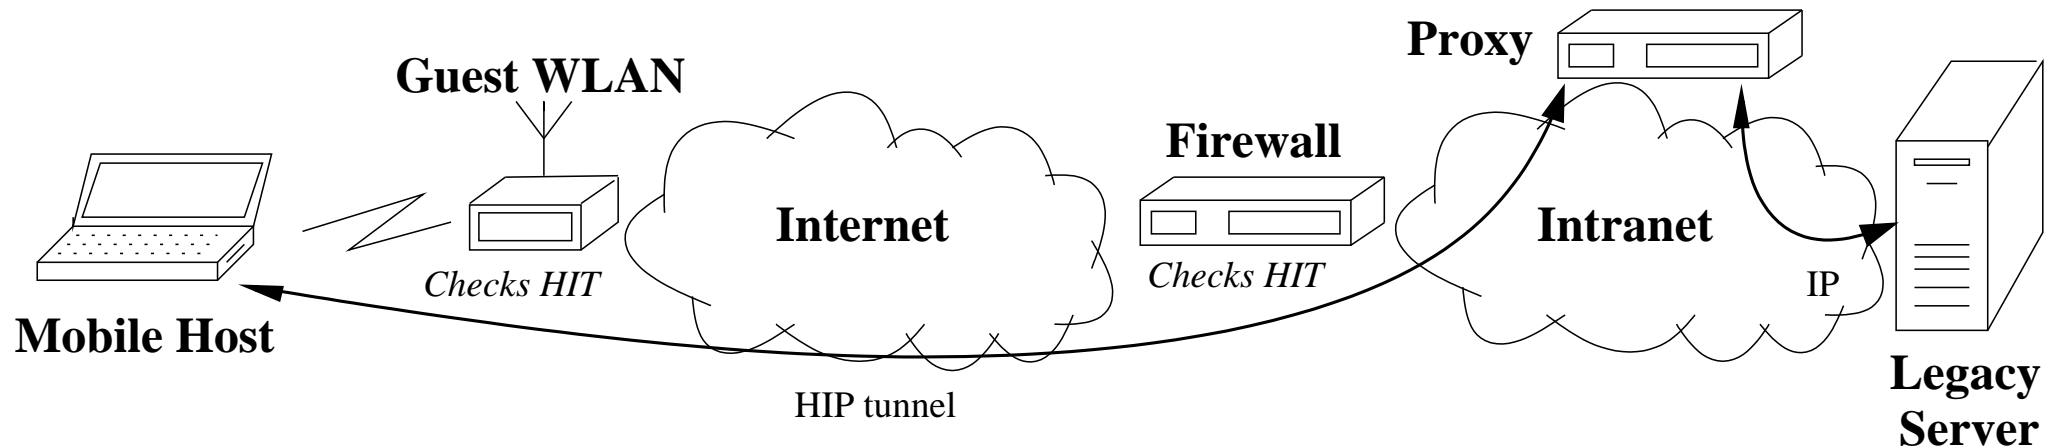 Guest WLAN
Proxy
Firewall
Internet
Intranet
Checks HIT
Checks HIT
IP
Mobile Host
HIP tunnel
Legacy
Server